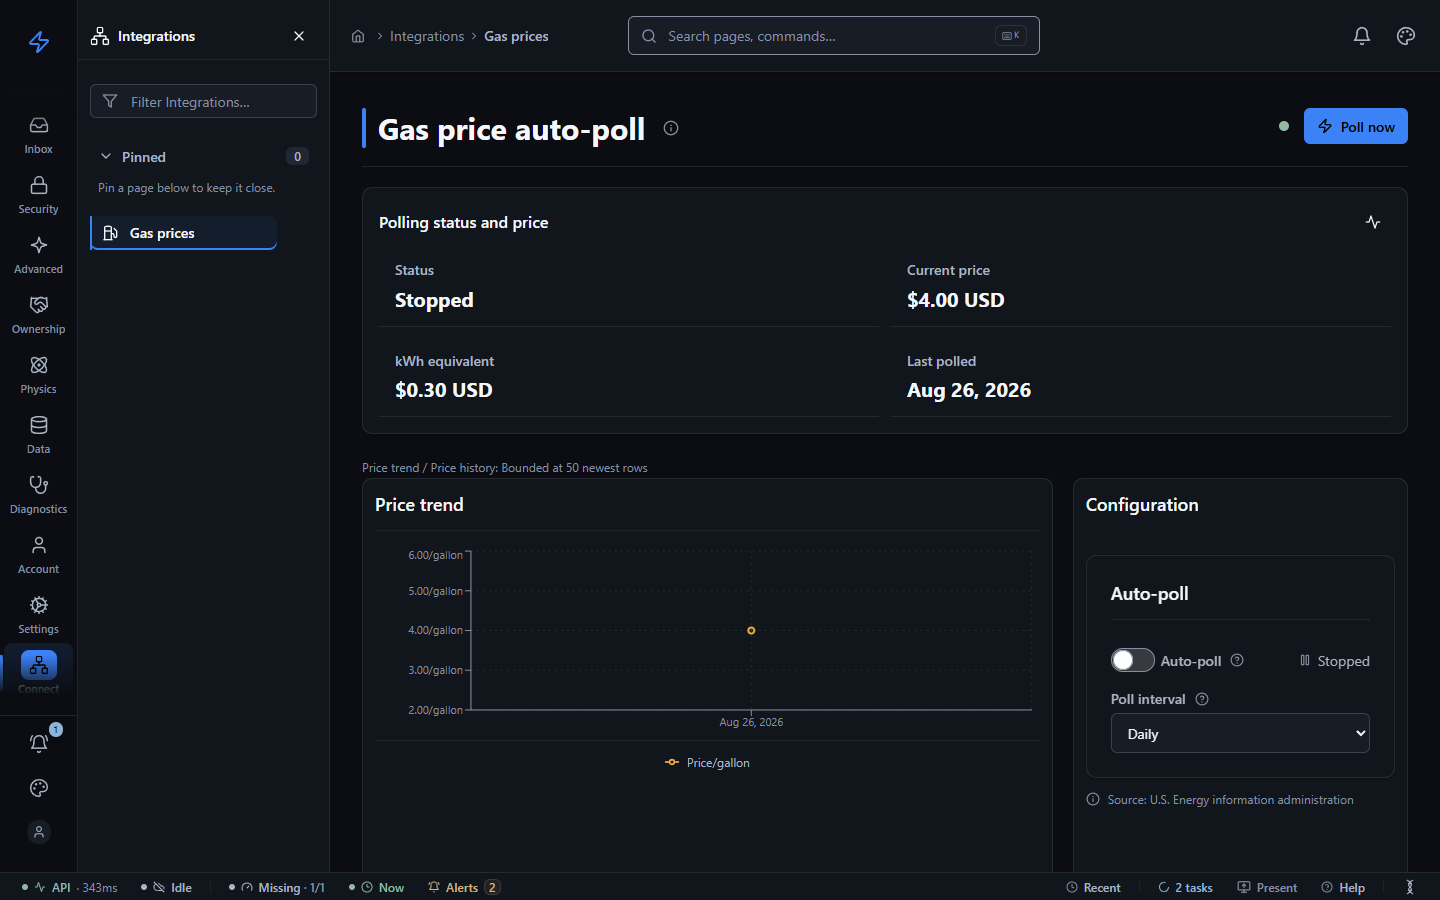 Integrations
Integrations
Gas prices
Search pages, commands...
K
Inbox
Security
Advanced
Ownership
Physics
Data
Diagnostics
Account
Settings
Connect
1
Filter Integrations...
Pinned
0
Pin a page below to keep it close.
Gas prices
Gas price auto-poll
Poll now
Polling status and price
Status
Stopped
Current price
$4.00 USD
kWh equivalent
$0.30 USD
Last polled
Aug 26, 2026
Price trend / Price history: Bounded at 50 newest rows
Price trend
6.00/gallon
5.00/gallon
4.00/gallon
3.00/gallon
2.00/gallon
Aug 26, 2026
Price/gallon
Configuration
Auto-poll
Auto-poll
Stopped
Poll interval
Daily
Source: U.S. Energy information administration
API · 343ms
Idle
Missing · 1/1
Now
Alerts 2
Recent
2 tasks
Present
Help